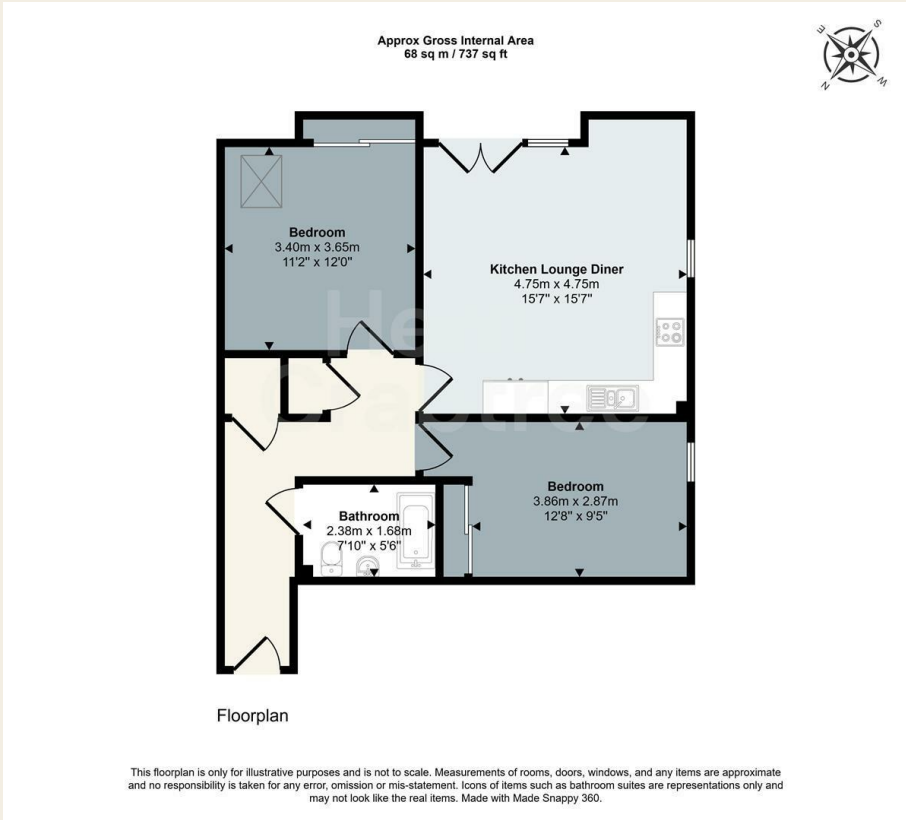 Approx Gross Internal Area
68 sq m / 737 sq ft
E
S
N
W
Bedroom
3.40m x 3.65m
11'2" x 12'0"
Kitchen Lounge Diner
4.75m x 4.75m
15'7" x 15'7"
Bedroom
3.86m x 2.87m
12'8" x 9'5"
Bathroom
2.38m x 1.68m
7'10" x 5'6"
Floorplan
This floorplan is only for illustrative purposes and is not to scale. Measurements of rooms, doors, windows, and any items are approximate
and no responsibility is taken for any error, omission or mis-statement. Icons of items such as bathroom suites are representations only and
may not look like the real items. Made with Made Snappy 360.